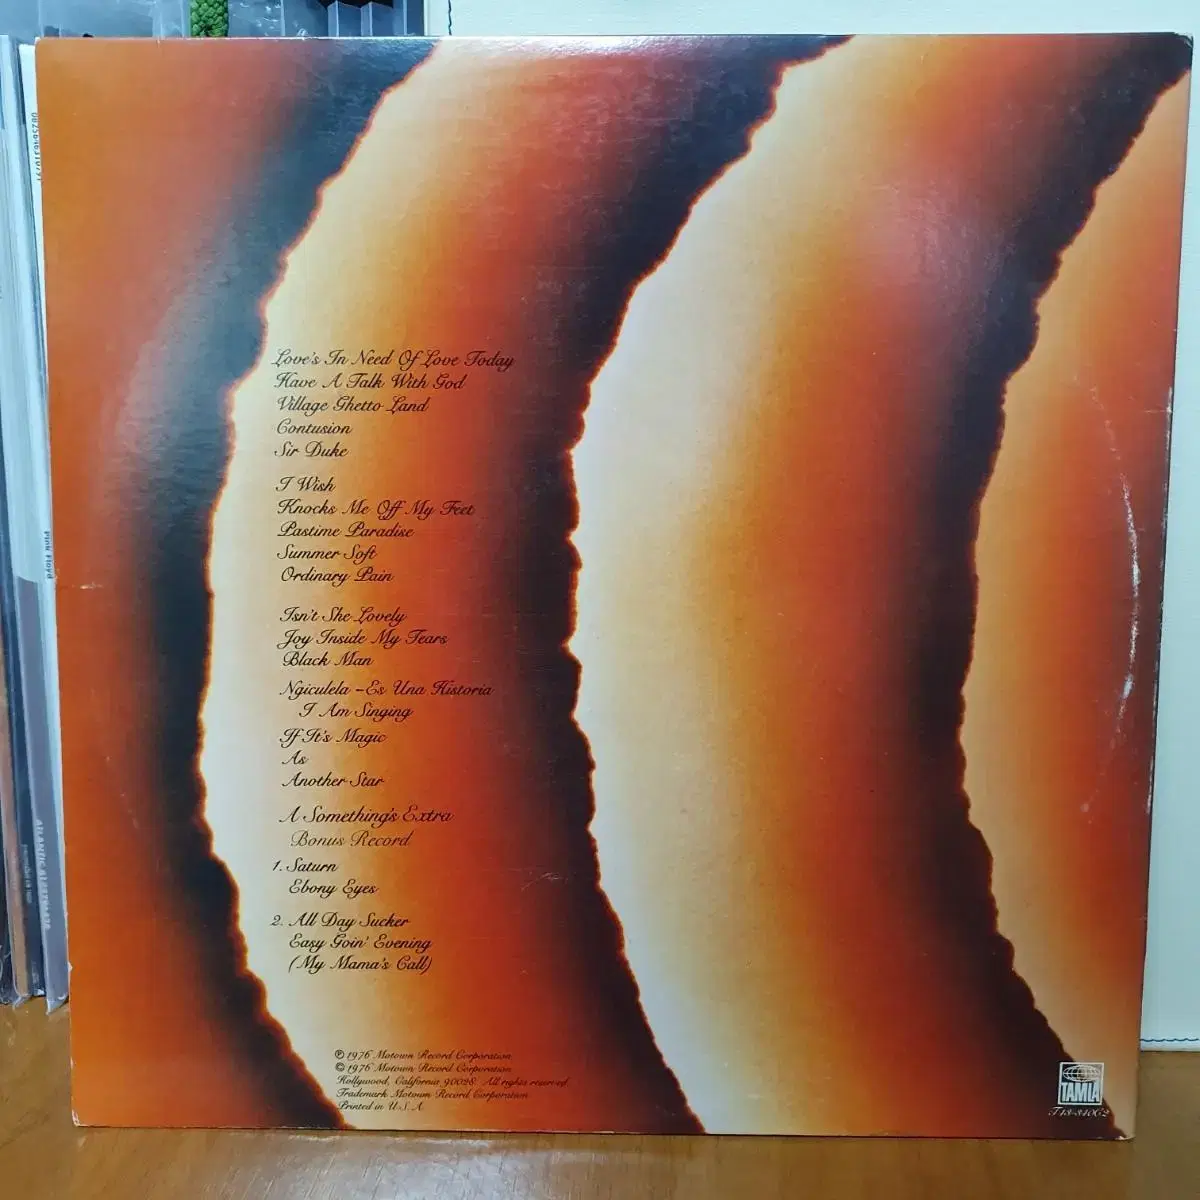 Love's In Need Of Love Today
Have A Talk With God
Village Ghetto Land
Contusion
Sir Duke
I Wish
Knocks Me Off My Feet
Pastime Paradise
Summer Soft
Ordinary Pain
Isn't She Lovely
Joy Inside My Tears
Black Man
Ngiculela – Es Una Historia
I Am Singing
If It's Magic
As
Another Star
A Something's Extra
Bonus Record
1. Saturn
Ebony Eyes
2. All Day Sucker
Easy Goin' Evening
(My Mama's Call)
℗ 1976 Motown Record Corporation
© 1976 Motown Record Corporation
Hollywood, California 90028. All rights reserved.
Trademark Motown Record Corporation
Printed in U.S.A.
TAMLA
T13-340C2
Pink Floyd
ATLANTIC